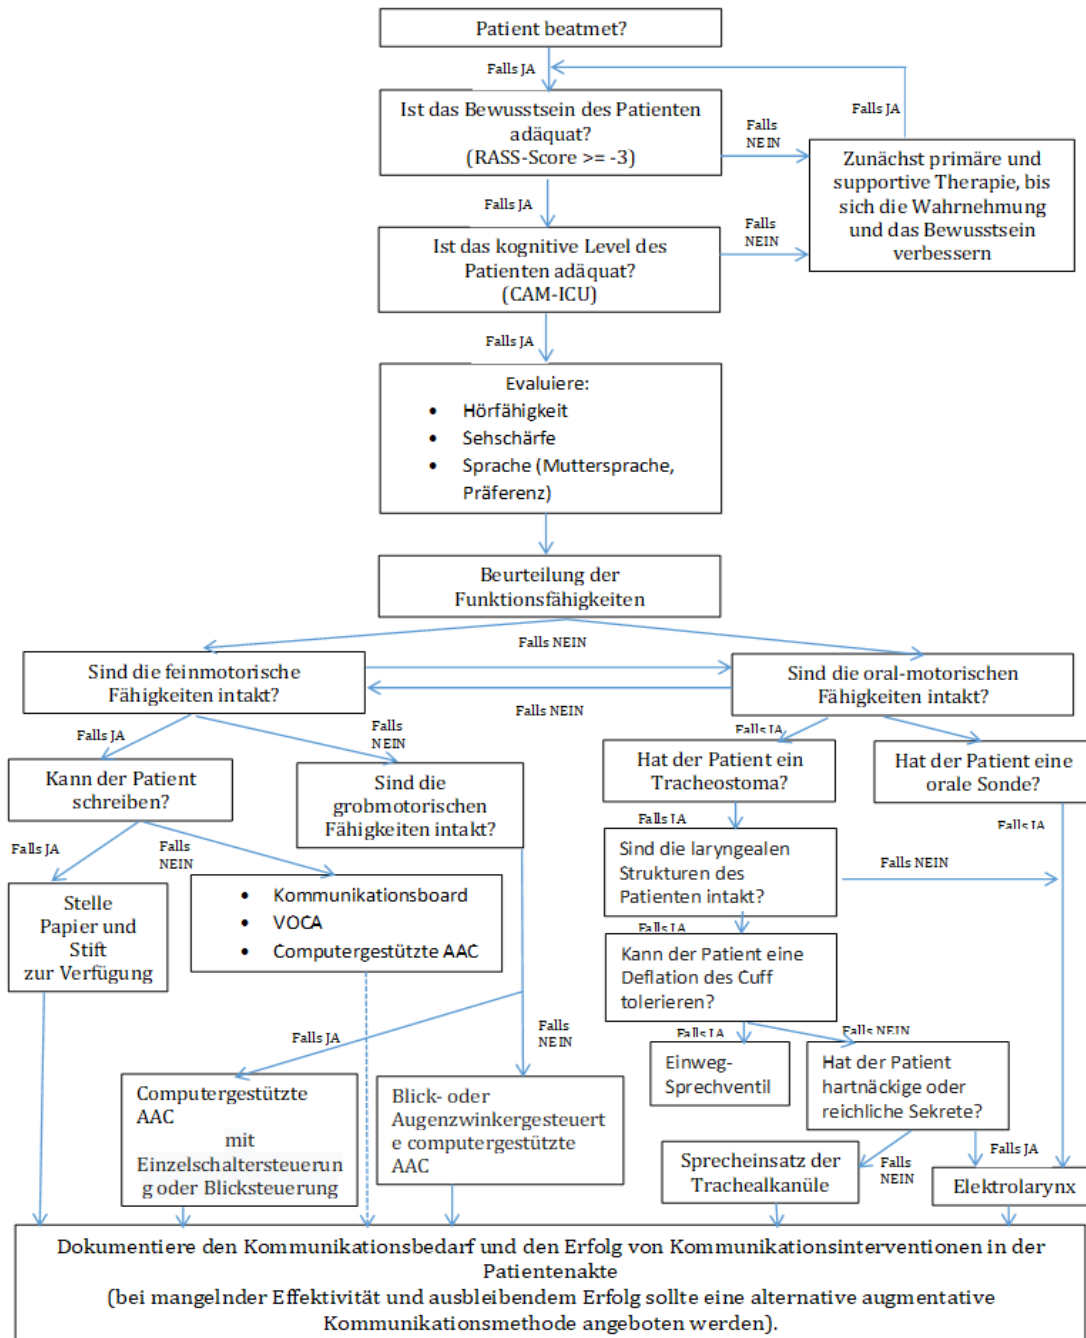 Patient beatmet?
Falls JA
Falls JA
Ist das Bewusstsein des Patienten
adäquat?
(RASS-Score >= -3)
Falls
NEIN
Zunächst primäre und
supportive Therapie, bis
sich die Wahrnehmung
und das Bewusstsein
verbessern
Falls JA
Falls
NEIN
Ist das kognitive Level des
Patienten adäquat?
(CAM-ICU)
Falls JA
Evaluiere:
• Hörfähigkeit
• Sehschärfe
• Sprache (Muttersprache,
Präferenz)
Beurteilung der
Funktionsfähigkeiten
Falls NEIN
Sind die feinmotorische
Fähigkeiten intakt?
Sind die oral-motorischen
Fähigkeiten intakt?
Falls NEIN
Falls JA
Falls
NEIN
Falls JA
Kann der Patient
schreiben?
Sind die
grobmotorischen
Fähigkeiten intakt?
Hat der Patient ein
Tracheostoma?
Hat der Patient eine
orale Sonde?
Falls JA
Falls
NEIN
Falls JA
Falls JA
Stelle
Papier und
Stift
zur Verfügung
• Kommunikationsboard
• VOCA
• Computergestützte AAC
Sind die laryngealen
Strukturen des
Patienten intakt?
Falls NEIN
Falls JA
Kann der Patient eine
Deflation des Cuff
tolerieren?
Falls JA
Falls
NEIN
Falls JA
Falls NEIN
Einweg-
Sprechventil
Hat der Patient
hartnäckige oder
reichliche Sekrete?
Computergestützte
AAC
mit
Einzelschaltersteuerun
g oder Blicksteuerung
Blick- oder
Augenzwinkergesteuert
e computergestützte
AAC
Falls
NEIN
Falls JA
Sprecheinsatz der
Trachealkanüle
Elektrolarynx
Dokumentiere den Kommunikationsbedarf und den Erfolg von Kommunikationsinterventionen in der
Patientenakte
(bei mangelnder Effektivität und ausbleibendem Erfolg sollte eine alternative augmentative
Kommunikationsmethode angeboten werden).